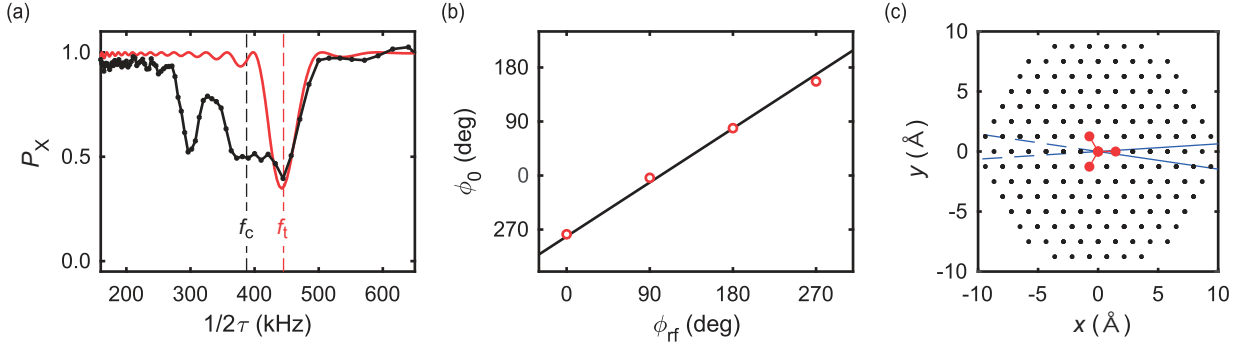 (a)
1.0
0.5
0.0
P_X
f_c
f_t
200 300 400 500 600
1/2τ (kHz)
(b)
180
90
0
270
ϕ_0 (deg)
0 90 180 270
ϕ_rf (deg)
(c)
10
5
0
-5
-10
y (Å)
-10 -5 0 5 10
x (Å)